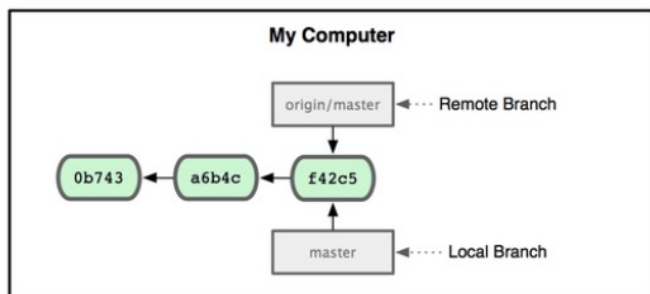 My Computer
origin/master
Remote Branch
0b743
a6b4c
f42c5
master
Local Branch